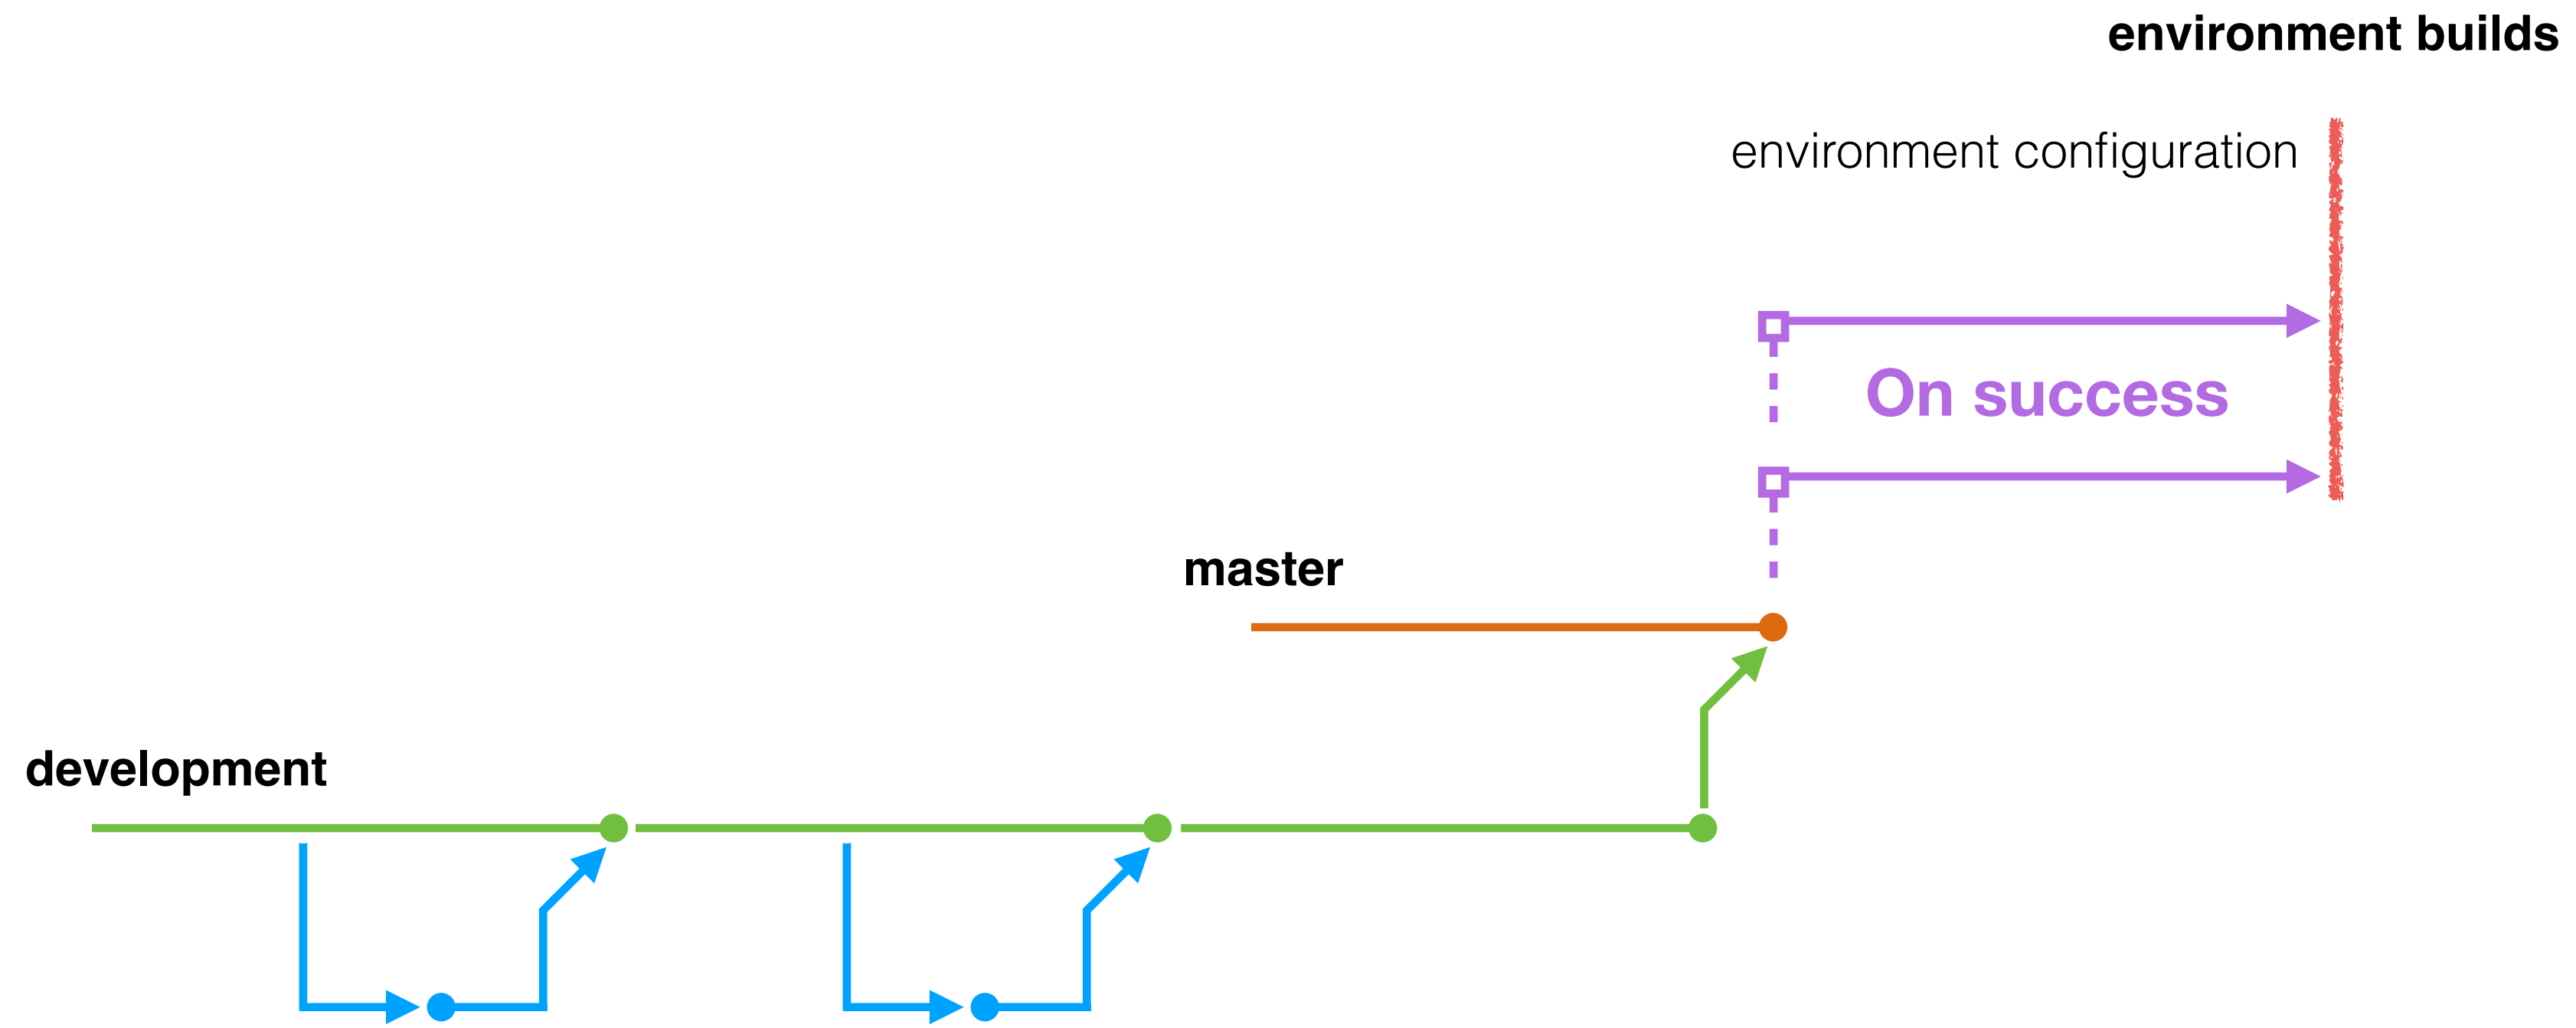 environment builds
environment configuration
On success
master
development